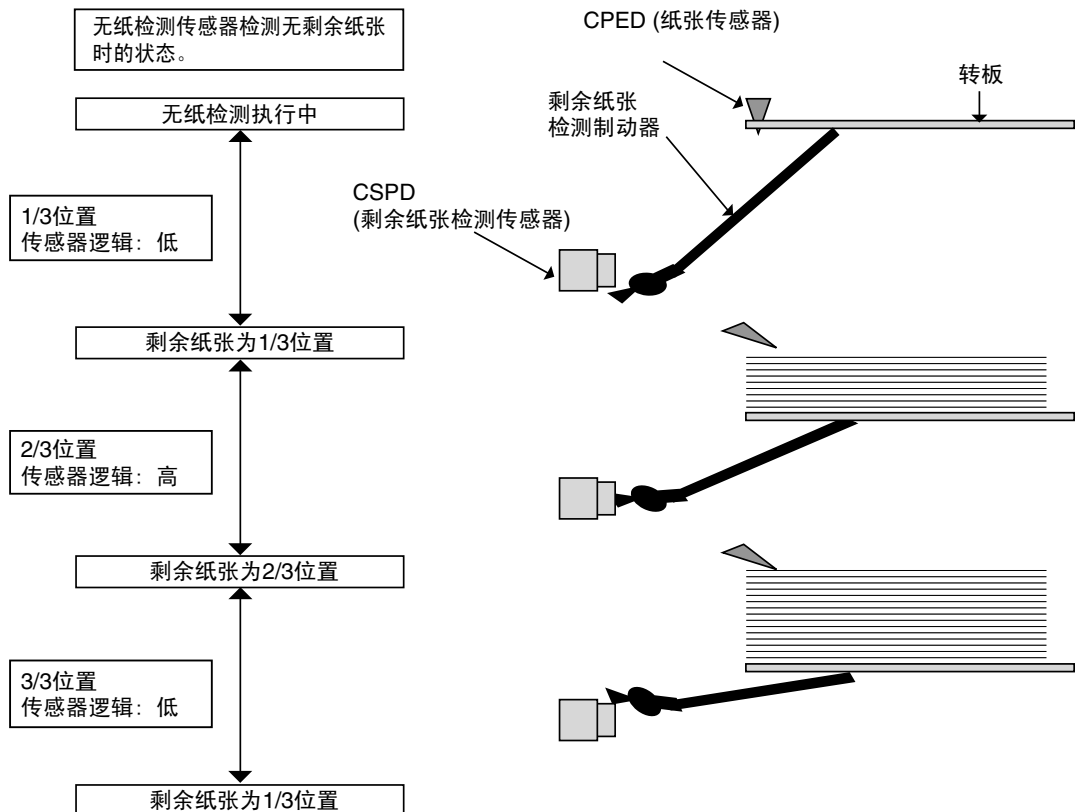 无纸检测传感器检测无剩余纸张
时的状态。
无纸检测执行中
1/3位置
传感器逻辑：低
剩余纸张为1/3位置
2/3位置
传感器逻辑：高
剩余纸张为2/3位置
3/3位置
传感器逻辑：低
剩余纸张为1/3位置
CPED (纸张传感器)
转板
剩余纸张
检测制动器
CSPD
(剩余纸张检测传感器)